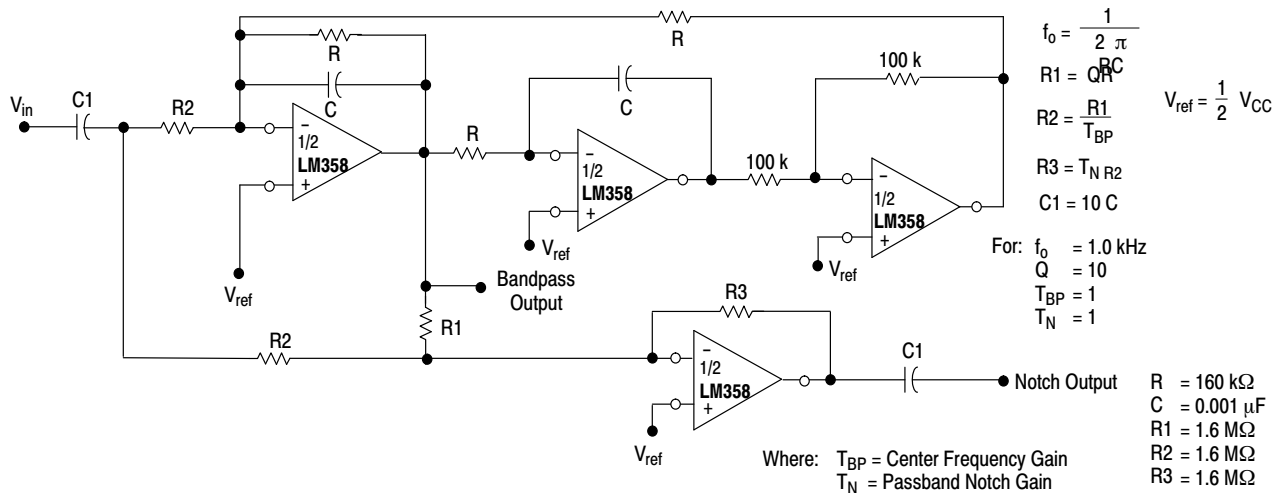 R
R
C
C
100 k
V_in
C1
R2
−
1/2
LM358
+
V_ref
R
−
1/2
LM358
+
V_ref
100 k
−
1/2
LM358
+
V_ref
Bandpass
Output
R1
R2
R3
−
1/2
LM358
+
V_ref
C1
Notch Output
f_o = 1 / 2 π RC
R1 = QR
R2 = R1 / T_BP
R3 = T_N R2
C1 = 10 C
V_ref = 1/2 V_CC
For: f_o = 1.0 kHz
Q = 10
T_BP = 1
T_N = 1
R = 160 kΩ
C = 0.001 μF
R1 = 1.6 MΩ
R2 = 1.6 MΩ
R3 = 1.6 MΩ
Where: T_BP = Center Frequency Gain
T_N = Passband Notch Gain